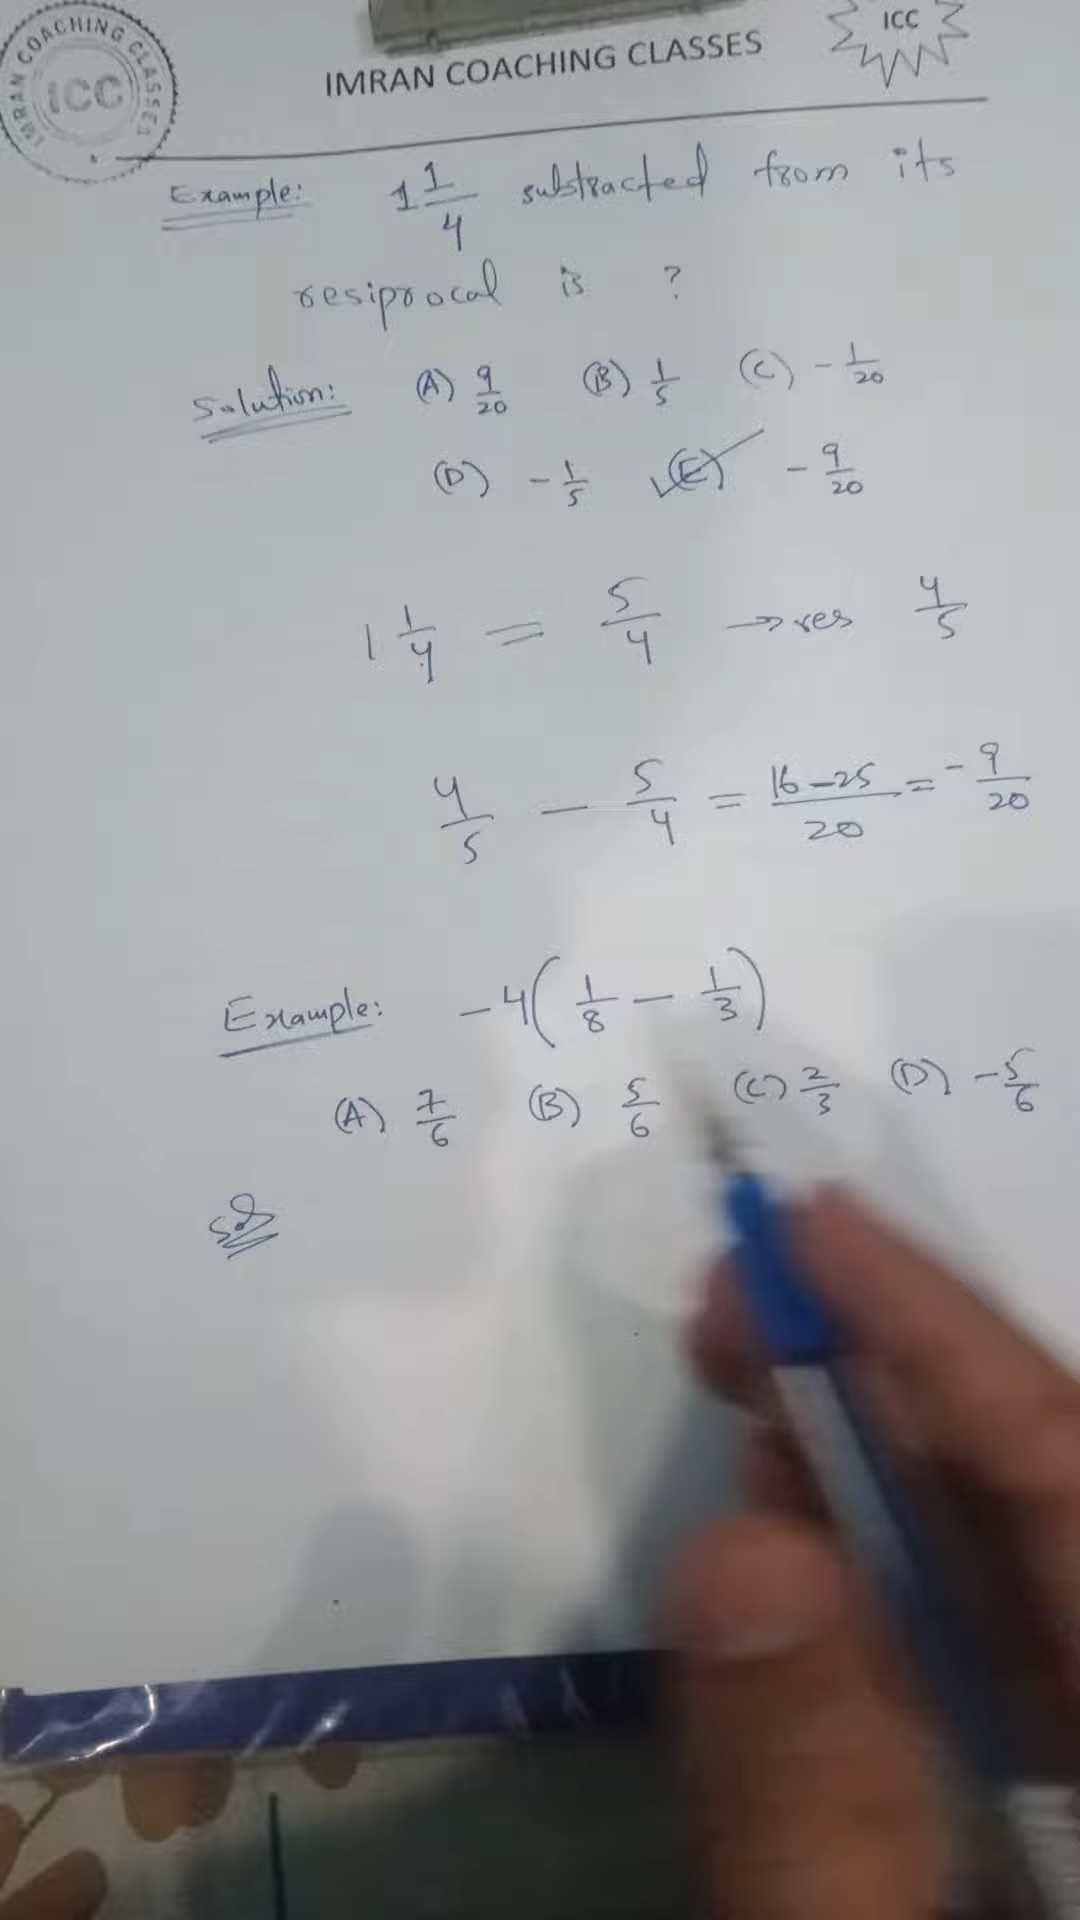 IMRAN COACHING CLASSES
ICC
IMRAN COACHING CLASSES
ICC
Example: 1 1/4 substracted from its
resiprocal is ?
Solution: (A) 9/20 (B) 1/5 (C) -1/20
(D) -1/5 (E) -9/20
1 1/4 = 5/4 → res 4/5
4/5 - 5/4 = 16-25/20 = -9/20
Example: -4(1/8 - 1/3)
(A) 7/6 (B) 5/6 (C) 2/3 (D) -5/6
Sol